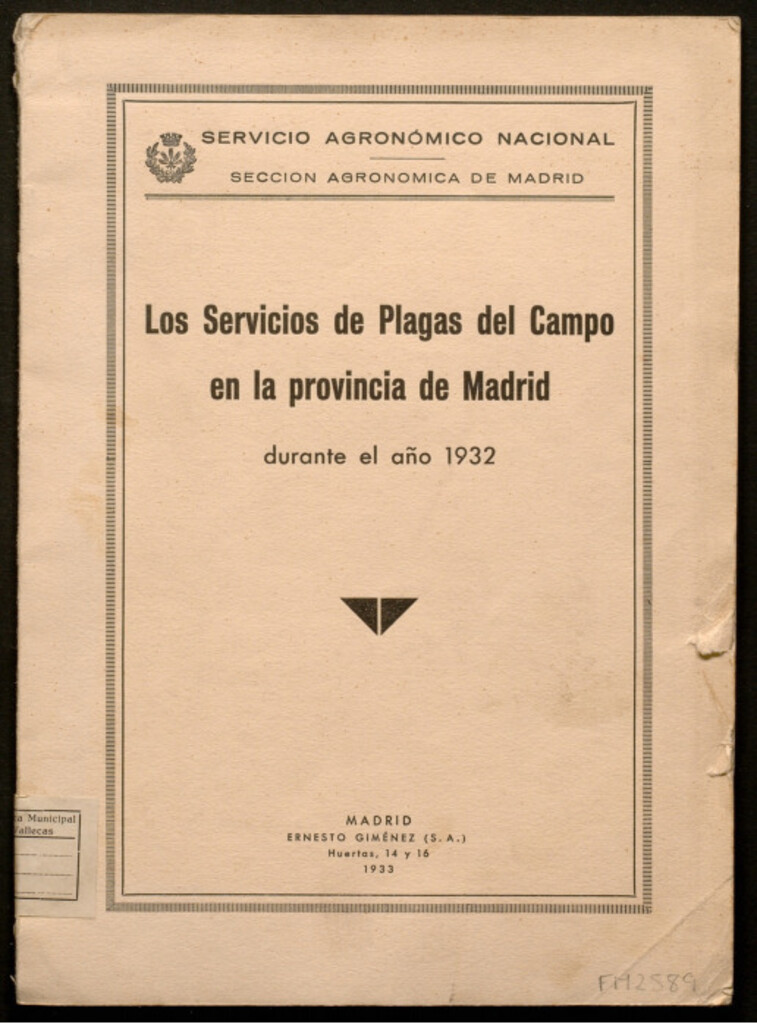 SERVICIO AGRONÓMICO NACIONAL
SECCION AGRONOMICA DE MADRID
Los Servicios de Plagas del Campo
en la provincia de Madrid
durante el año 1932
MADRID
ERNESTO GIMÉNEZ (S. A.)
Huertas, 14 y 16
1933
a Municipal
Vallecas
FM2589